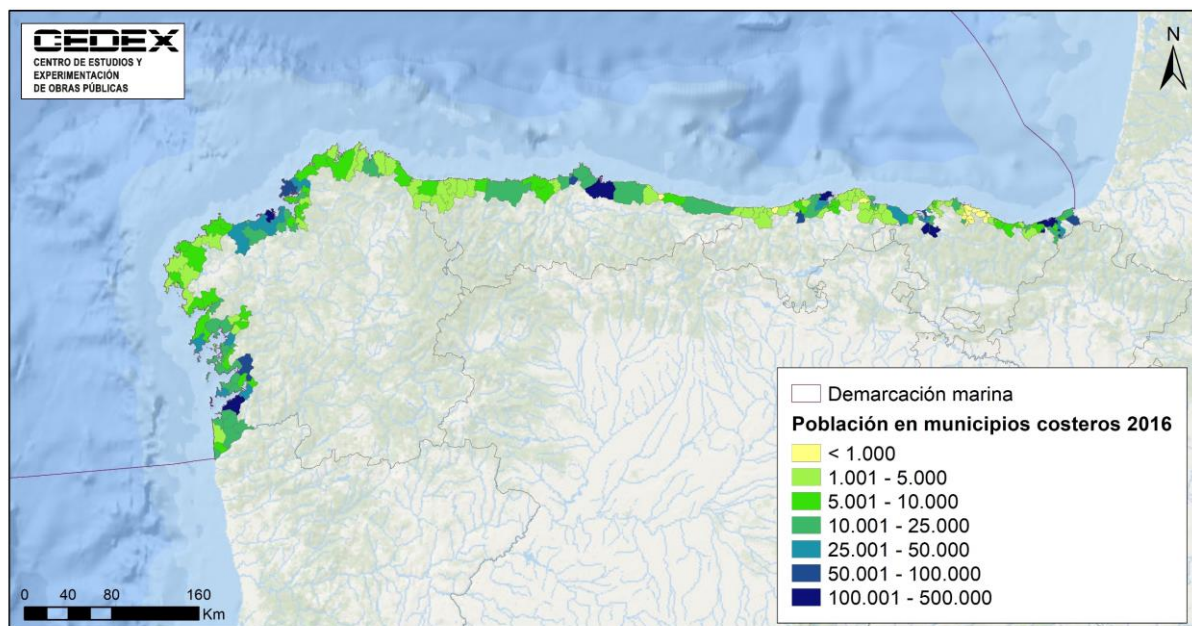 CEDEX
CENTRO DE ESTUDIOS Y
EXPERIMENTACIÓN
DE OBRAS PÚBLICAS
N
Demarcación marina
Población en municipios costeros 2016
< 1.000
1.001 - 5.000
5.001 - 10.000
10.001 - 25.000
25.001 - 50.000
50.001 - 100.000
100.001 - 500.000
0 40 80 160
Km